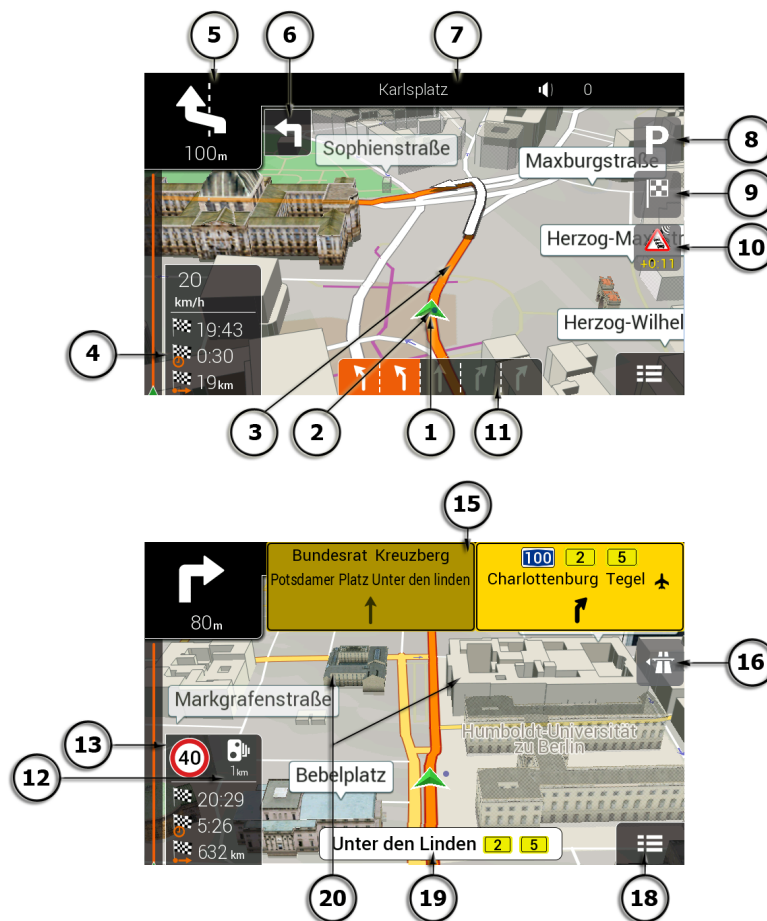 5 6 7
Karlsplatz 0
100m
Sophienstraße
P 8
Maxburgstraße
9
10
+0:11
20
km/h
19:43
Herzog-Wilhel
4
0:30
19 km
3 2 1 11
15
Bundesrat Kreuzberg
Potsdamer Platz Unter den linden
100 2 5
Charlottenburg Tegel
80m
16
Markgrafenstraße
Humboldt-Universität
zu Berlin
13
40
1km
12
Bebelplatz
20:29
5:26
632 km
Unter den Linden 2 5
20 19 18